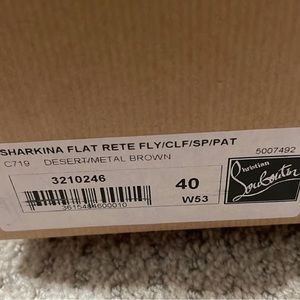 SHARKINA FLAT RETE FLY/CLF/SP/PAT
C719 DESERT/METAL BROWN 5007492
3210246 40
W53
Christian
Louboutin